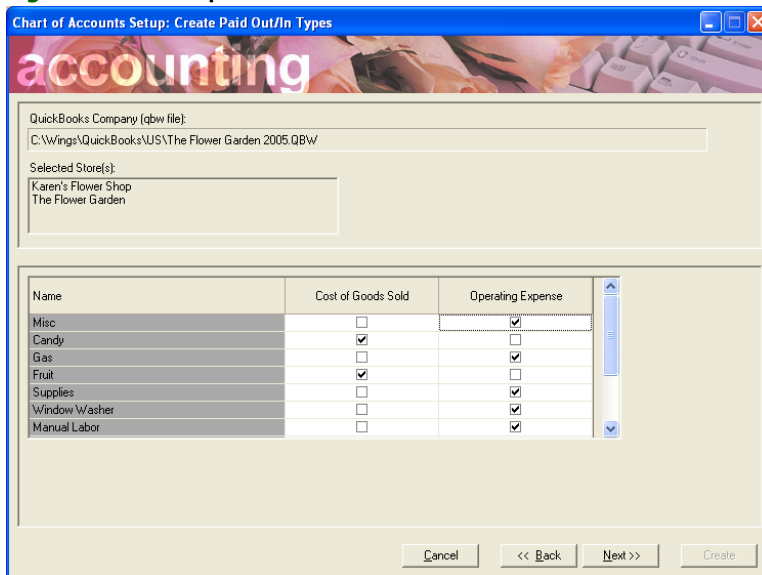 Chart of Accounts Setup: Create Paid Out/In Types
accounting
QuickBooks Company (qbw file):
C:\Wings\QuickBooks\US\The Flower Garden 2005.QBW
Selected Store(s):
Karen's Flower Shop
The Flower Garden
Name Cost of Goods Sold Operating Expense
Misc
Candy
Gas
Fruit
Supplies
Window Washer
Manual Labor
Cancel << Back Next >> Create